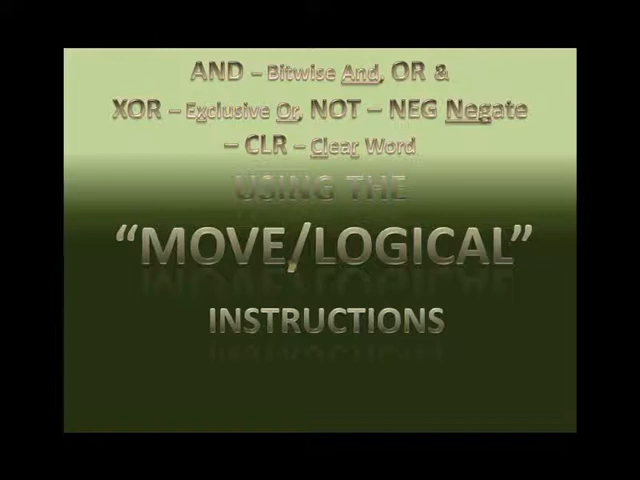 AND – Bitwise And, OR &
XOR – Exclusive Or, NOT – NEG Negate
– CLR – Clear Word
USING THE
“MOVE/LOGICAL”
INSTRUCTIONS